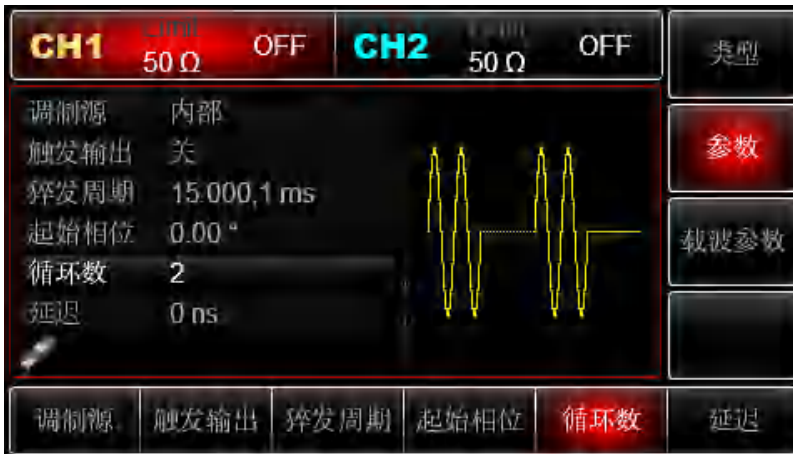 CH1 Limit OFF CH2 OFF 类型
50 Ω 50 Ω
调制源 内部
触发输出 关 参数
猝发周期 15.000,1 ms
起始相位 0.00 ° 载波参数
循环数 2
延迟 0 ns
调制源 触发输出 猝发周期 起始相位 循环数 延迟